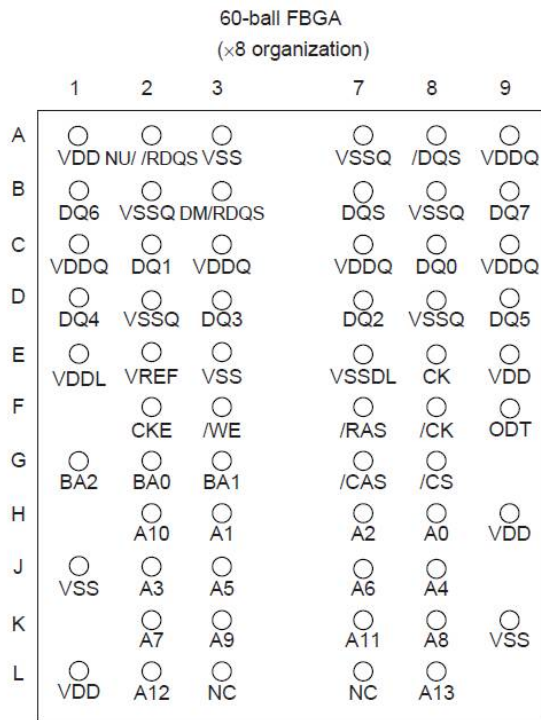 60-ball FBGA
(×8 organization)
1 2 3 7 8 9
A
VDD NU/ /RDQS VSS VSSQ /DQS VDDQ
B
DQ6 VSSQ DM/RDQS DQS VSSQ DQ7
C
VDDQ DQ1 VDDQ VDDQ DQ0 VDDQ
D
DQ4 VSSQ DQ3 DQ2 VSSQ DQ5
E
VDDL VREF VSS VSSDL CK VDD
F
CKE /WE /RAS /CK ODT
G
BA2 BA0 BA1 /CAS /CS
H
A10 A1 A2 A0 VDD
J
VSS A3 A5 A6 A4
K
A7 A9 A11 A8 VSS
L
VDD A12 NC NC A13